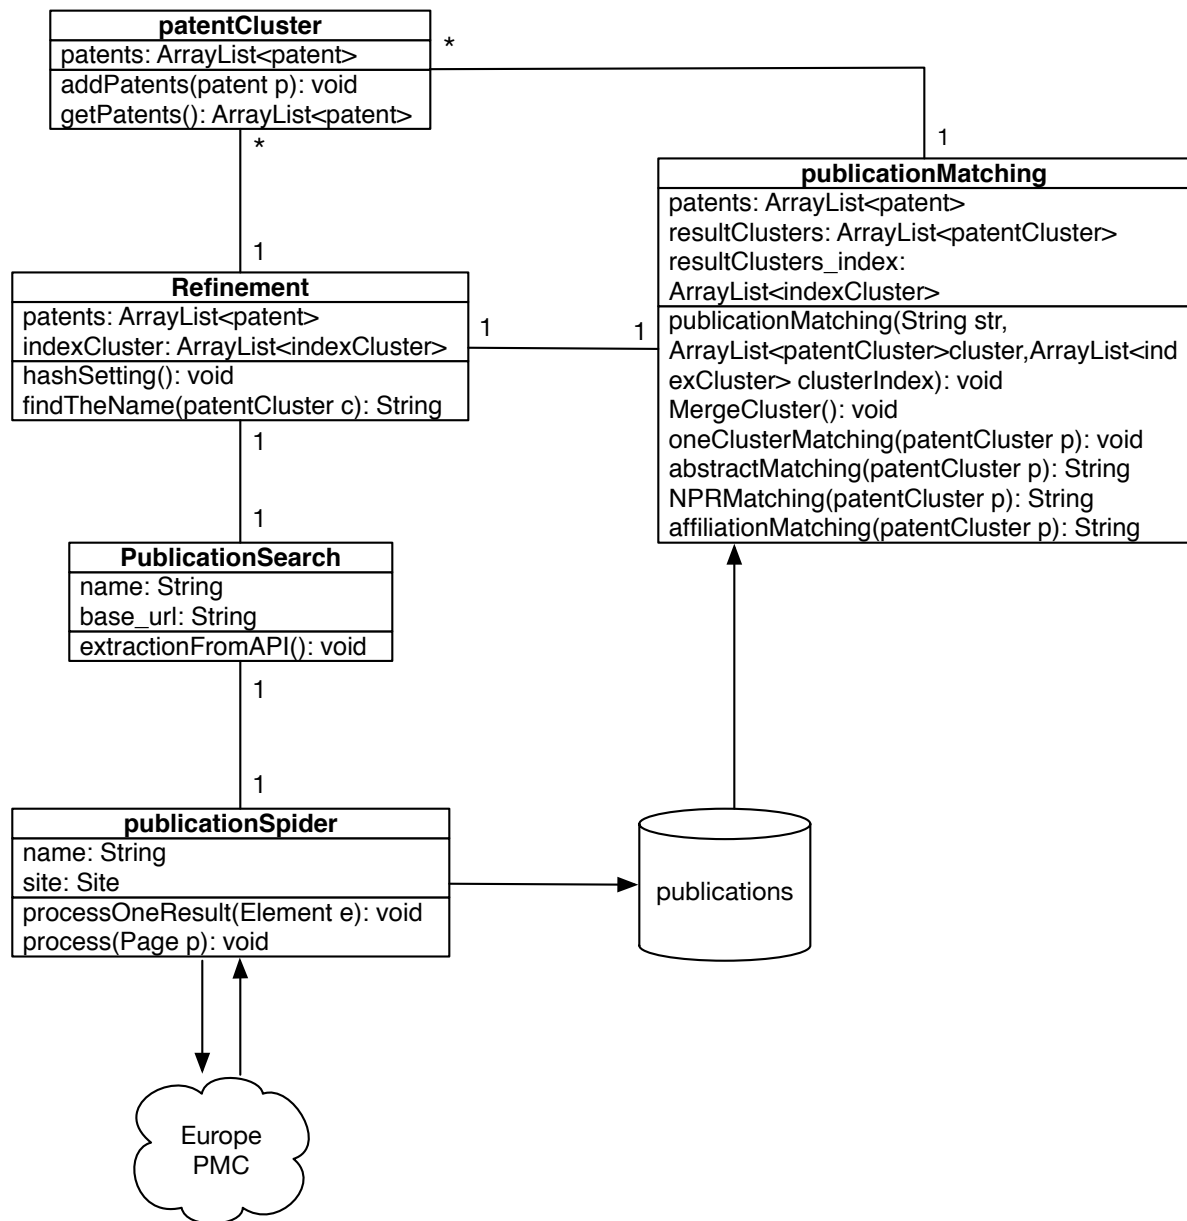 patentCluster
patents: ArrayList<patent>
addPatents(patent p): void
getPatents(): ArrayList<patent>
*
*
1
1
publicationMatching
patents: ArrayList<patent>
resultClusters: ArrayList<patentCluster>
resultClusters_index:
ArrayList<indexCluster>
publicationMatching(String str,
ArrayList<patentCluster>cluster,ArrayList<ind
exCluster> clusterIndex): void
MergeCluster(): void
oneClusterMatching(patentCluster p): void
abstractMatching(patentCluster p): String
NPRMatching(patentCluster p): String
affiliationMatching(patentCluster p): String
Refinement
patents: ArrayList<patent>
indexCluster: ArrayList<indexCluster>
hashSetting(): void
findTheName(patentCluster c): String
1
1
1
1
PublicationSearch
name: String
base_url: String
extractionFromAPI(): void
1
1
publicationSpider
name: String
site: Site
processOneResult(Element e): void
process(Page p): void
publications
Europe
PMC